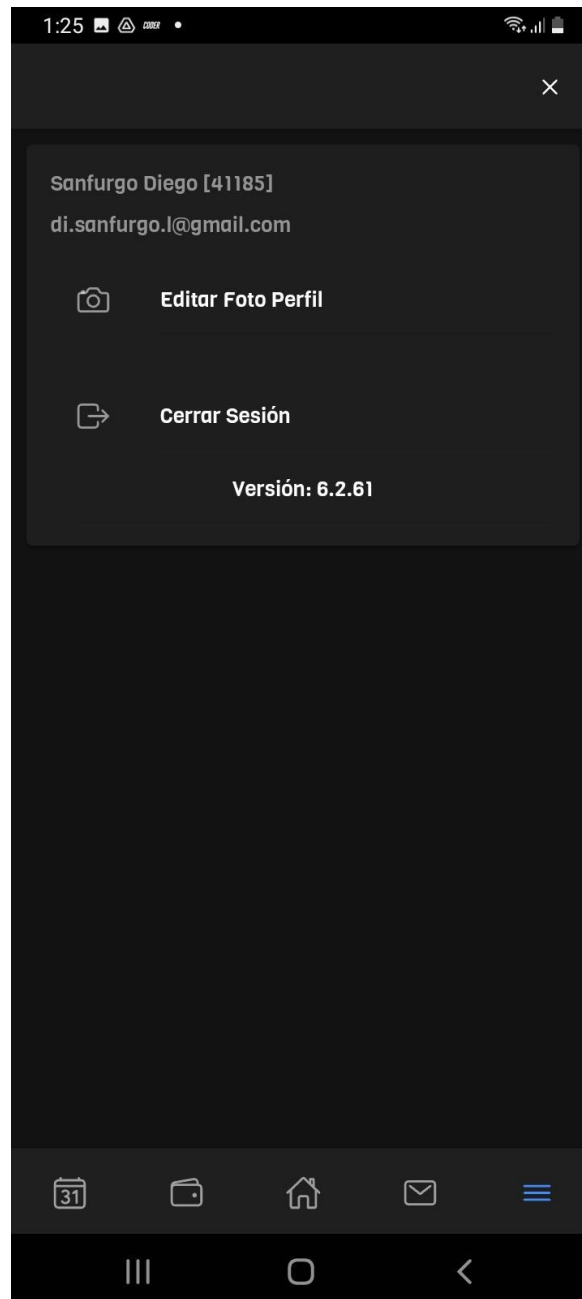 1:25 CODER
Sanfurgo Diego [41185]
di.sanfurgo.l@gmail.com
Editar Foto Perfil
Cerrar Sesión
Versión: 6.2.61
31